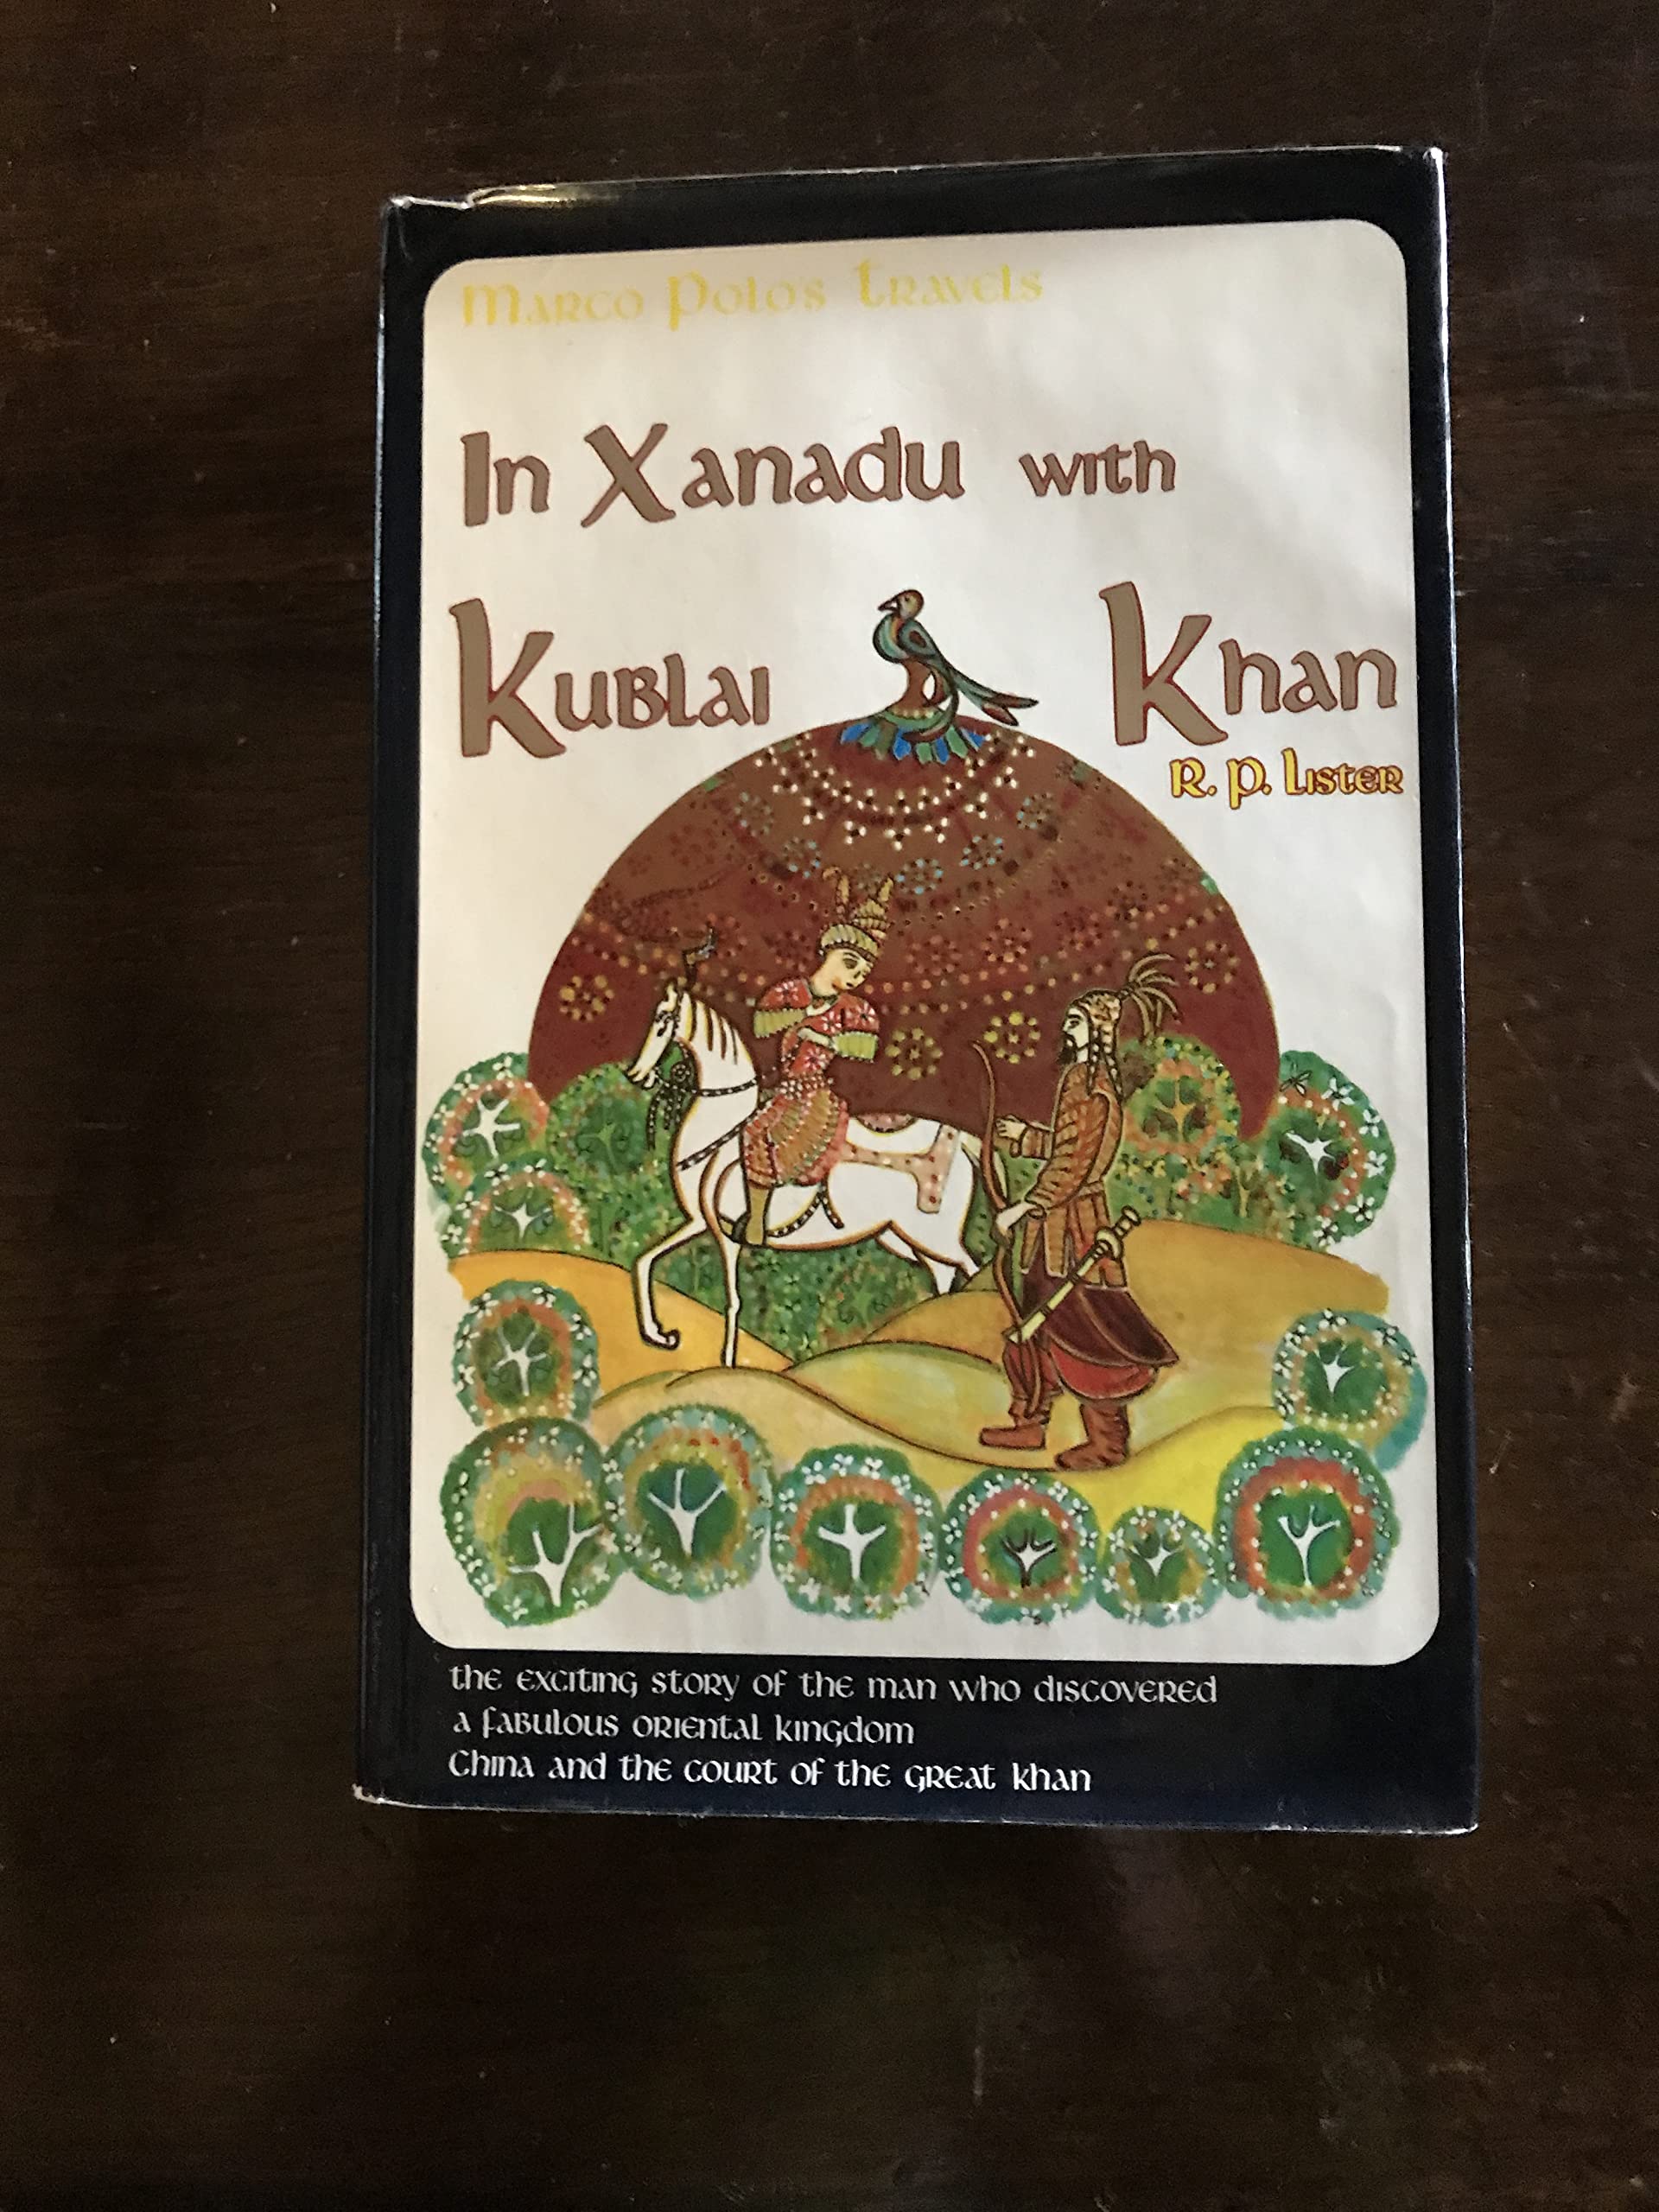 Marco Polo's Travels
In Xanadu with
Kublai Khan
R. P. Lister
the exciting story of the man who discovered
a fabulous oriental kingdom
China and the court of the great khan